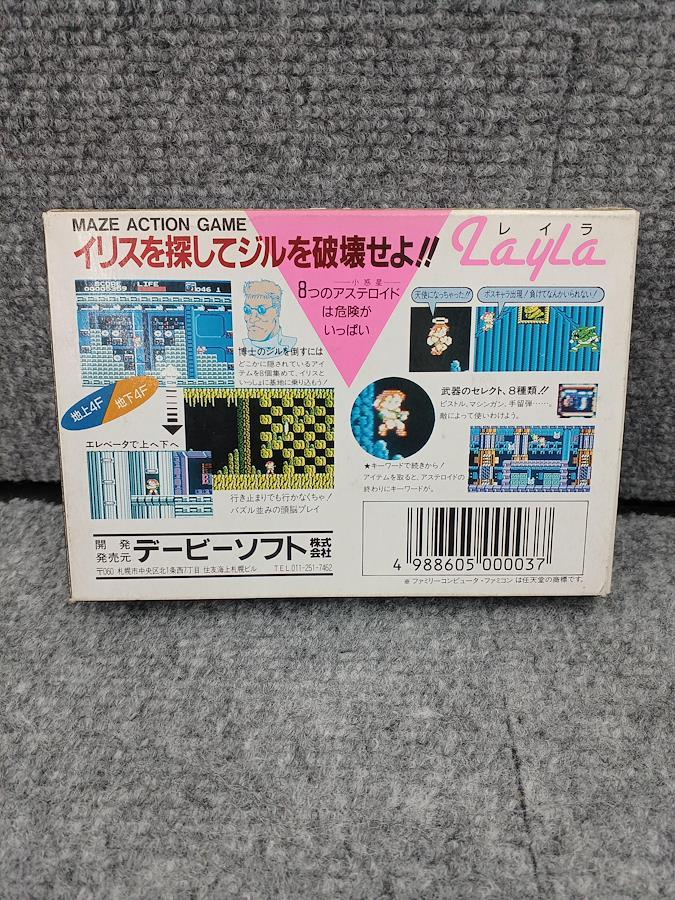 MAZE ACTION GAME
イリスを探してジルを破壊せよ!!
レイラ
Layla
小惑星
8つのアステロイド
は危険が
いっぱい
SCORE
LIFE
00005309
046 1
天使になっちゃった!!
ボスキャラ出現!負けてなんかいられない!
博士のジルを倒すには
どこかに隠されているアイ
テムを8個集めて、イリスと
いっしょに基地に乗り込もう!
地上4F
地下4F
エレベータで上へ下へ
行き止まりでも行かなくちゃ!
パズル並みの頭脳プレイ
武器のセレクト、8種類!!
ピストル、マシンガン、手留弾……。
敵によって使いわけよう。
★キーワードで続きから!
アイテムを取ると、アステロイドの
終わりにキーワードが。
開発
発売元
デービーソフト株式会社
〒060 札幌市中央区北1条西7丁目 住友海上札幌ビル TEL011-251-7462
4 988605 000037
※ファミリーコンピュータ・ファミコンは任天堂の商標です。